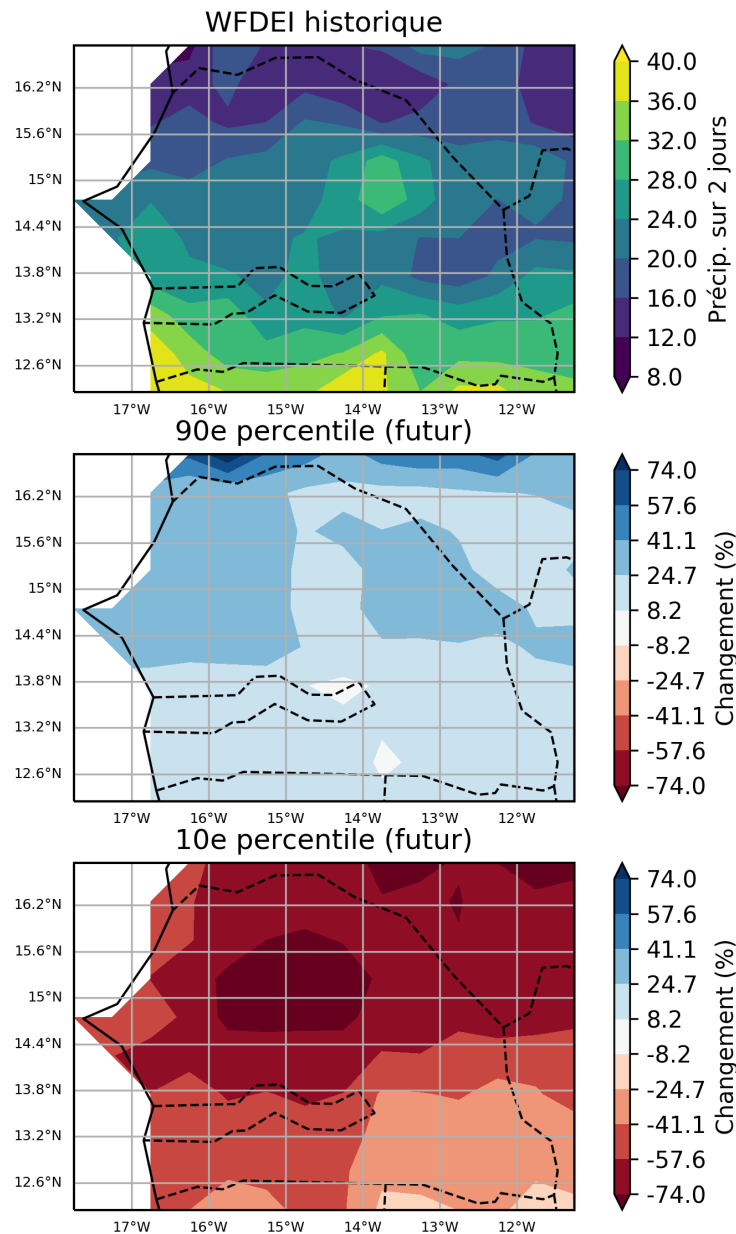 WFDEI historique
16.2°N
15.6°N
15°N
14.4°N
13.8°N
13.2°N
12.6°N
17°W 16°W 15°W 14°W 13°W 12°W
40.0
36.0
32.0
28.0
24.0
20.0
16.0
12.0
8.0
Précip. sur 2 jours
90e percentile (futur)
16.2°N
15.6°N
15°N
14.4°N
13.8°N
13.2°N
12.6°N
17°W 16°W 15°W 14°W 13°W 12°W
74.0
57.6
41.1
24.7
8.2
-8.2
-24.7
-41.1
-57.6
-74.0
Changement (%)
10e percentile (futur)
16.2°N
15.6°N
15°N
14.4°N
13.8°N
13.2°N
12.6°N
17°W 16°W 15°W 14°W 13°W 12°W
74.0
57.6
41.1
24.7
8.2
-8.2
-24.7
-41.1
-57.6
-74.0
Changement (%)